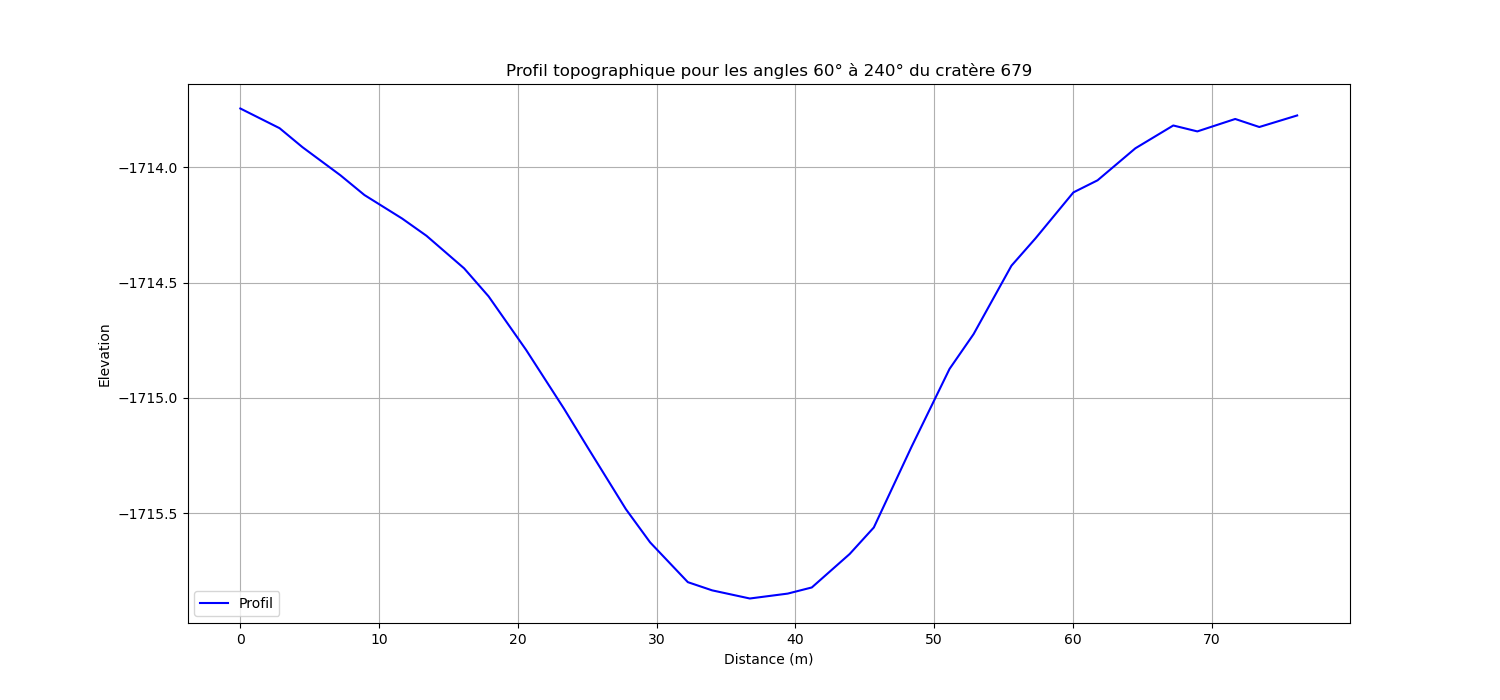 Profil topographique pour les angles 60° à 240° du cratère 679
−1714.0
−1714.5
−1715.0
−1715.5
Elevation
Profil
0 10 20 30 40 50 60 70
Distance (m)